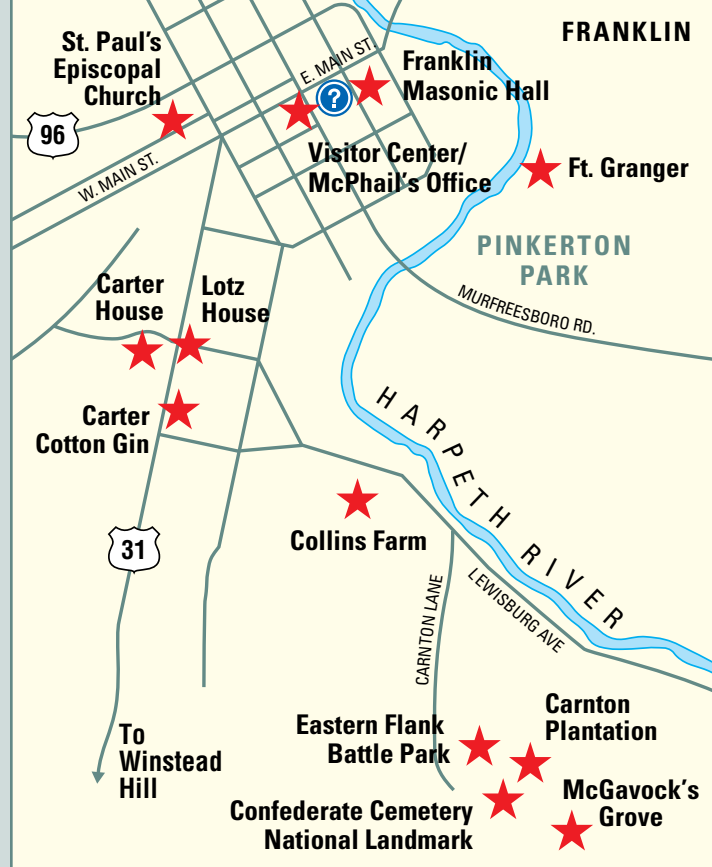 FRANKLIN
St. Paul's
Episcopal
Church
E. MAIN ST.
?
Franklin
Masonic Hall
96
W. MAIN ST.
Visitor Center/
McPhail's Office
Ft. Granger
PINKERTON
PARK
MURFREESBORO RD.
Carter
House
Lotz
House
Carter
Cotton Gin
HARPETH RIVER
31
Collins Farm
CARNTON LANE
LEWISBURG AVE
To
Winstead
Hill
Eastern Flank
Battle Park
Carnton
Plantation
Confederate Cemetery
National Landmark
McGavock's
Grove